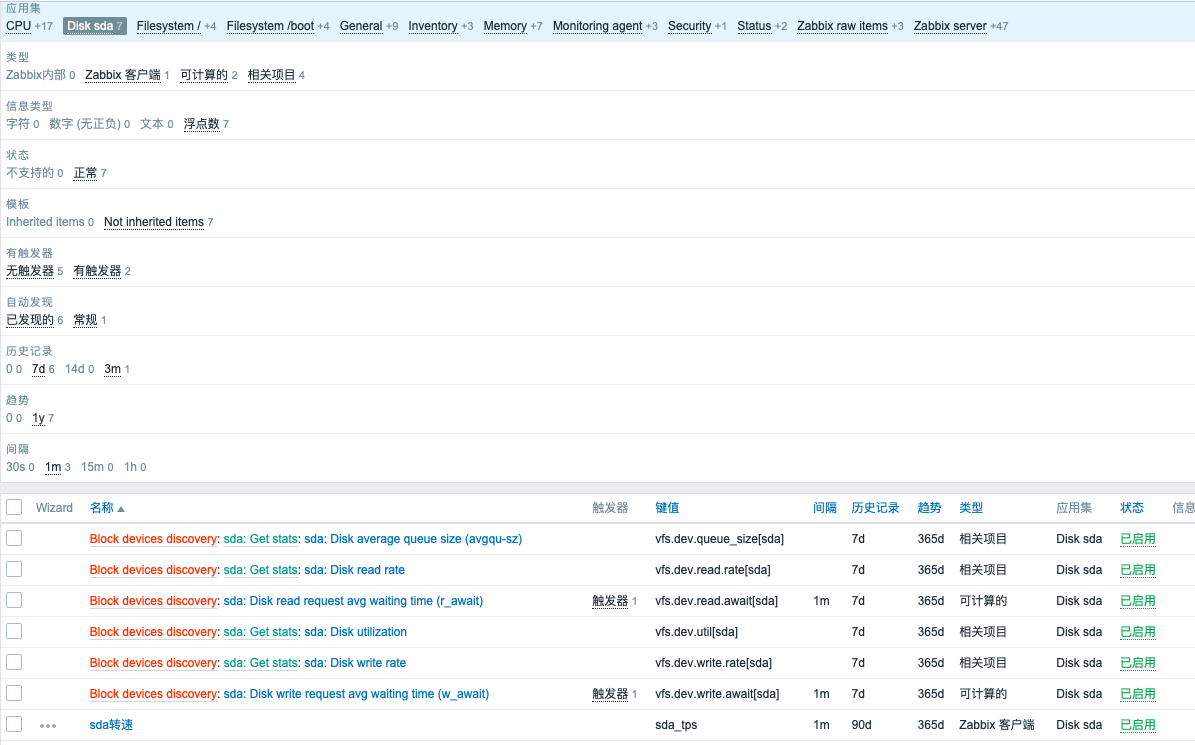 应用集
CPU +17 Disk sda 7 Filesystem / +4 Filesystem /boot +4 General +9 Inventory +3 Memory +7 Monitoring agent +3 Security +1 Status +2 Zabbix raw items +3 Zabbix server +47
类型
Zabbix内部 0 Zabbix 客户端 1 可计算的 2 相关项目 4
信息类型
字符 0 数字 (无正负) 0 文本 0 浮点数 7
状态
不支持的 0 正常 7
模板
Inherited items 0 Not inherited items 7
有触发器
无触发器 5 有触发器 2
自动发现
已发现的 6 常规 1
历史记录
0 0 7d 6 14d 0 3m 1
趋势
0 0 1y 7
间隔
30s 0 1m 3 15m 0 1h 0
Wizard 名称 触发器 键值 间隔 历史记录 趋势 类型 应用集 状态 信息
Block devices discovery: sda: Get stats: sda: Disk average queue size (avgqu-sz) vfs.dev.queue_size[sda] 7d 365d 相关项目 Disk sda 已启用
Block devices discovery: sda: Get stats: sda: Disk read rate vfs.dev.read.rate[sda] 7d 365d 相关项目 Disk sda 已启用
Block devices discovery: sda: Disk read request avg waiting time (r_await) 触发器 1 vfs.dev.read.await[sda] 1m 7d 365d 可计算的 Disk sda 已启用
Block devices discovery: sda: Get stats: sda: Disk utilization vfs.dev.util[sda] 7d 365d 相关项目 Disk sda 已启用
Block devices discovery: sda: Get stats: sda: Disk write rate vfs.dev.write.rate[sda] 7d 365d 相关项目 Disk sda 已启用
Block devices discovery: sda: Disk write request avg waiting time (w_await) 触发器 1 vfs.dev.write.await[sda] 1m 7d 365d 可计算的 Disk sda 已启用
sda转速 sda_tps 1m 90d 365d Zabbix 客户端 Disk sda 已启用